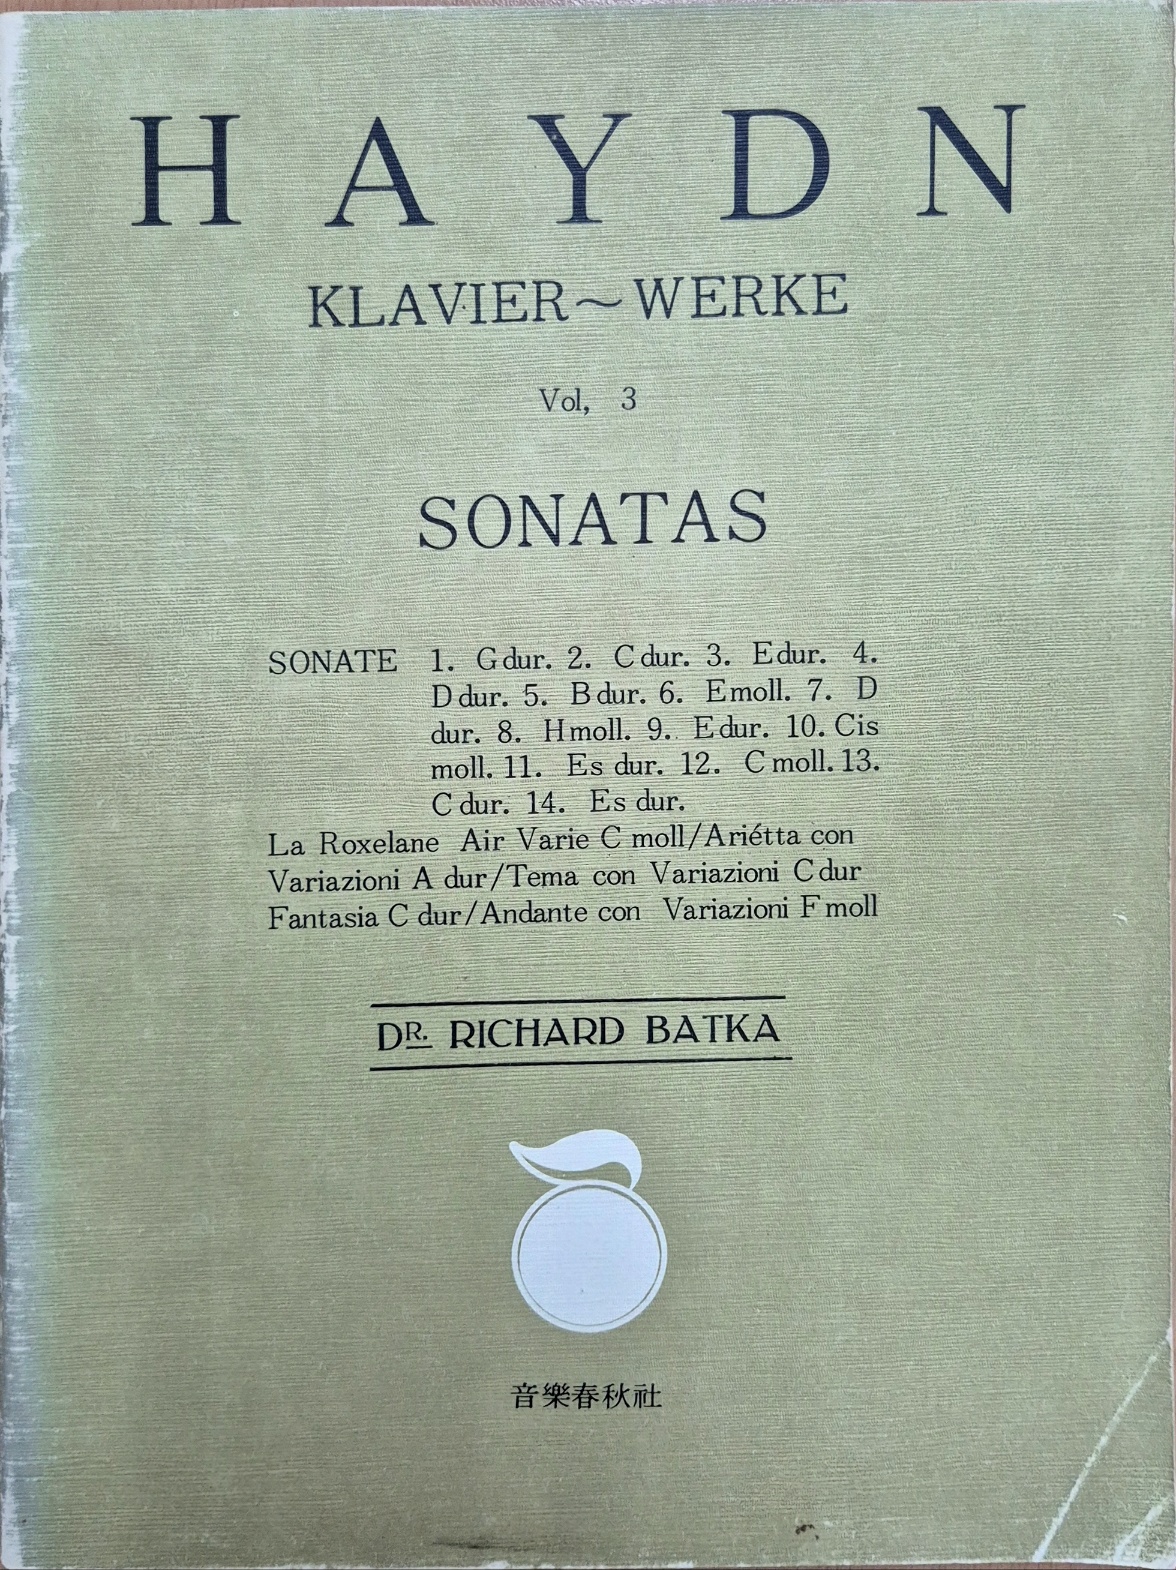 HAYDN
KLAVIER~WERKE
Vol, 3
SONATAS
SONATE 1. G dur. 2. C dur. 3. E dur. 4.
D dur. 5. B dur. 6. E moll. 7. D
dur. 8. H moll. 9. E dur. 10. Cis
moll. 11. Es dur. 12. C moll. 13.
C dur. 14. Es dur.
La Roxelane Air Varie C moll/Ariétta con
Variazioni A dur/Tema con Variazioni C dur
Fantasia C dur/Andante con Variazioni F moll
DR. RICHARD BATKA
音樂春秋社